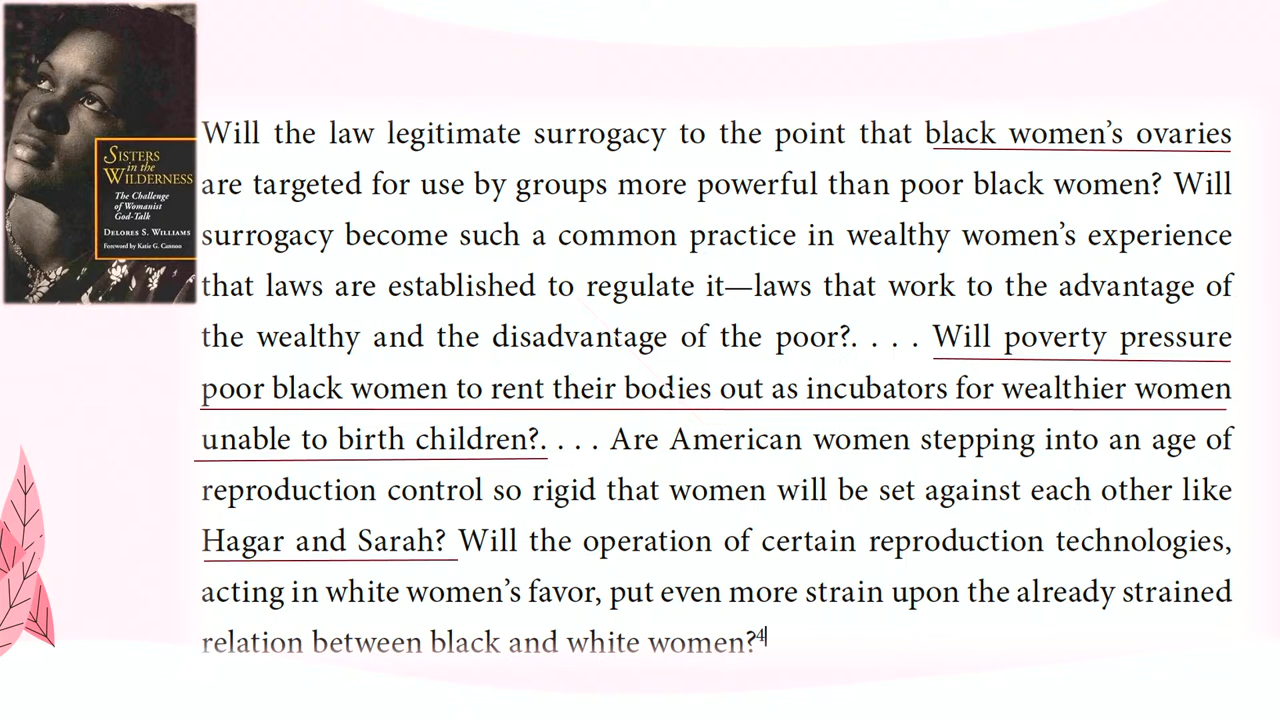 SISTERS
in the
WILDERNESS
The Challenge
of Womanist
God-Talk
DELORES S. WILLIAMS
Foreword by Katie G. Cannon
Will the law legitimate surrogacy to the point that black women’s ovaries
are targeted for use by groups more powerful than poor black women? Will
surrogacy become such a common practice in wealthy women’s experience
that laws are established to regulate it—laws that work to the advantage of
the wealthy and the disadvantage of the poor?. . . . Will poverty pressure
poor black women to rent their bodies out as incubators for wealthier women
unable to birth children?. . . . Are American women stepping into an age of
reproduction control so rigid that women will be set against each other like
Hagar and Sarah? Will the operation of certain reproduction technologies,
acting in white women’s favor, put even more strain upon the already strained
relation between black and white women?4